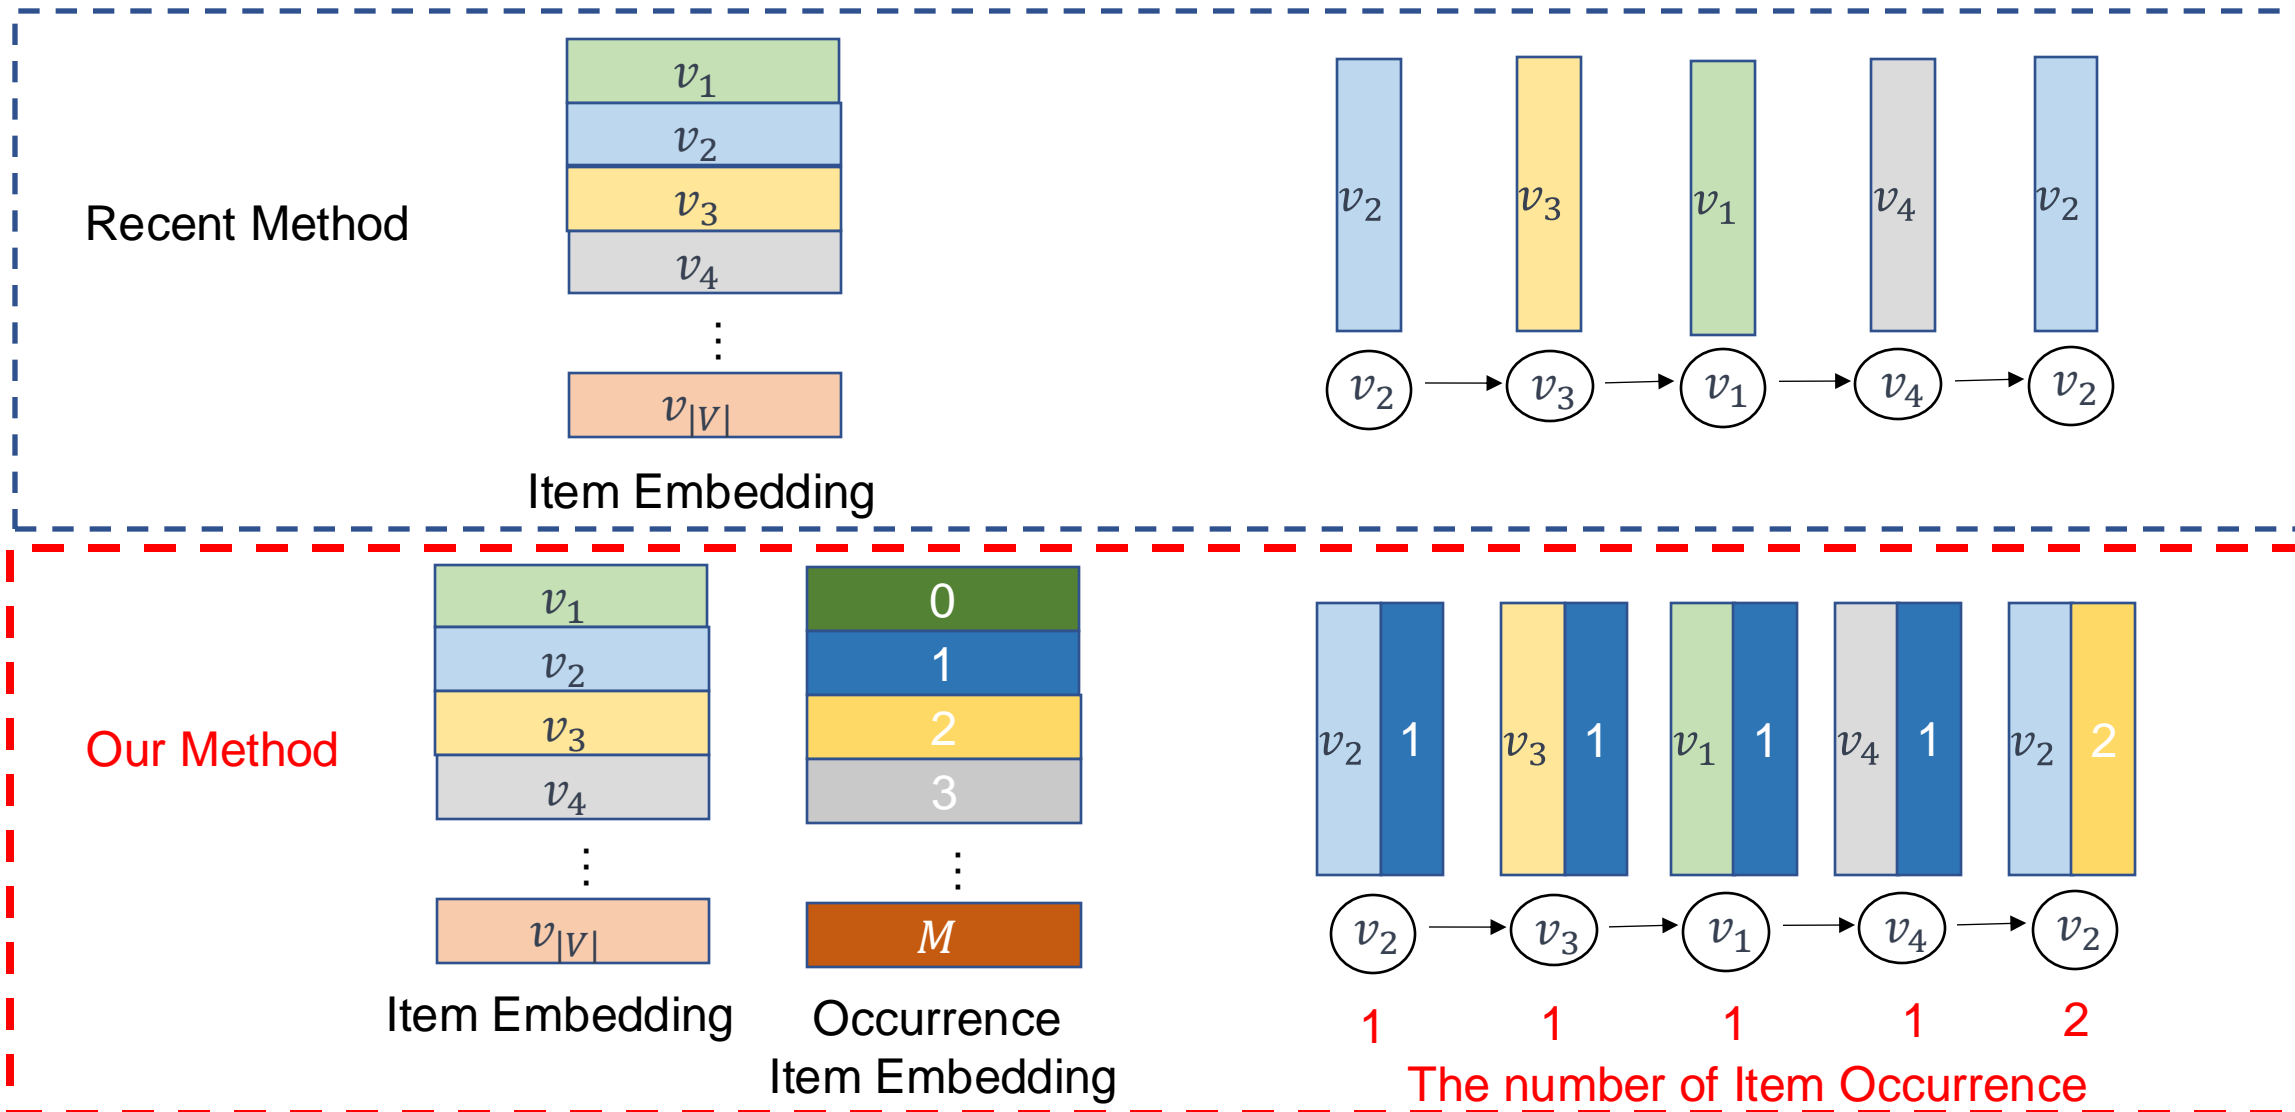 Recent Method
v1
v2
v3
v4
⋮
v|V|
Item Embedding
v2 v3 v1 v4 v2
v2 v3 v1 v4 v2
Our Method
v1
v2
v3
v4
⋮
v|V|
Item Embedding
0
1
2
3
⋮
M
Occurrence
Item Embedding
v2 1 v3 1 v1 1 v4 1 v2 2
v2 v3 v1 v4 v2
1 1 1 1 2
The number of Item Occurrence